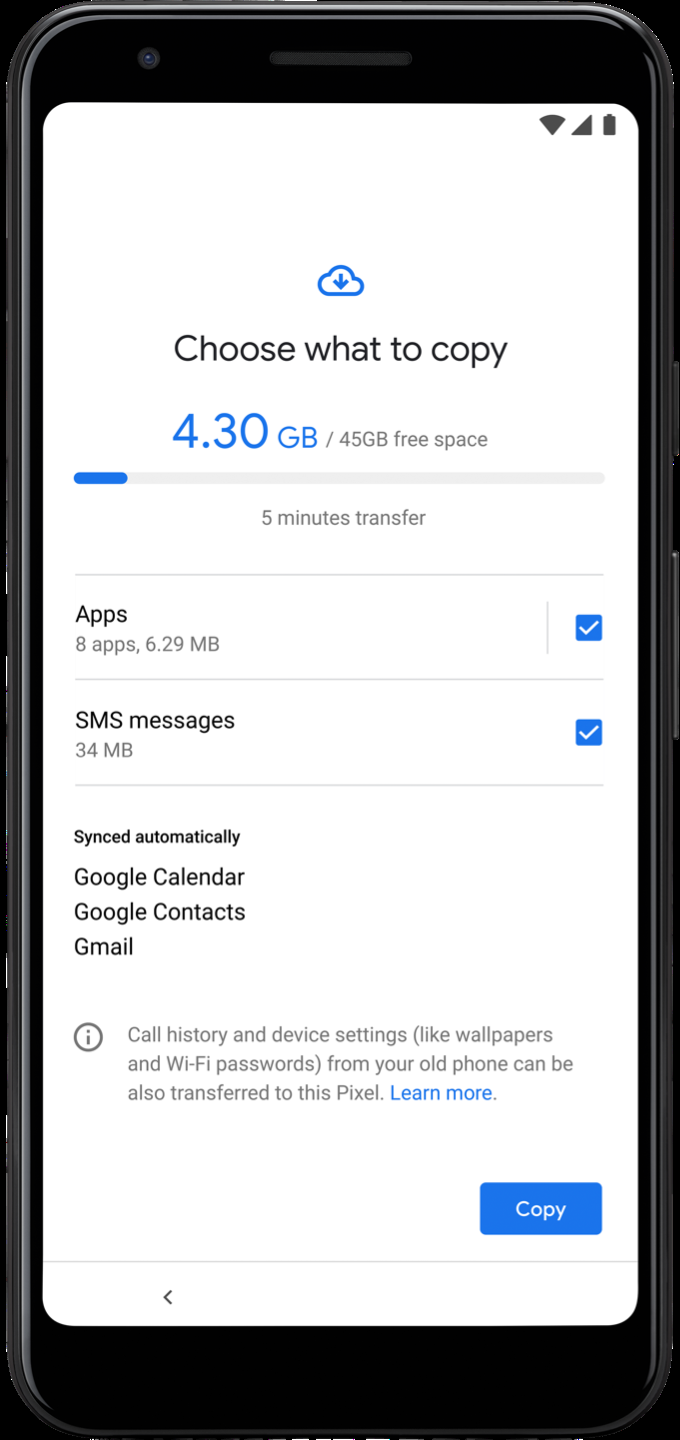 Choose what to copy
4.30 GB / 45GB free space
5 minutes transfer
Apps
8 apps, 6.29 MB
SMS messages
34 MB
Synced automatically
Google Calendar
Google Contacts
Gmail
Call history and device settings (like wallpapers
and Wi-Fi passwords) from your old phone can be
also transferred to this Pixel. Learn more.
Copy